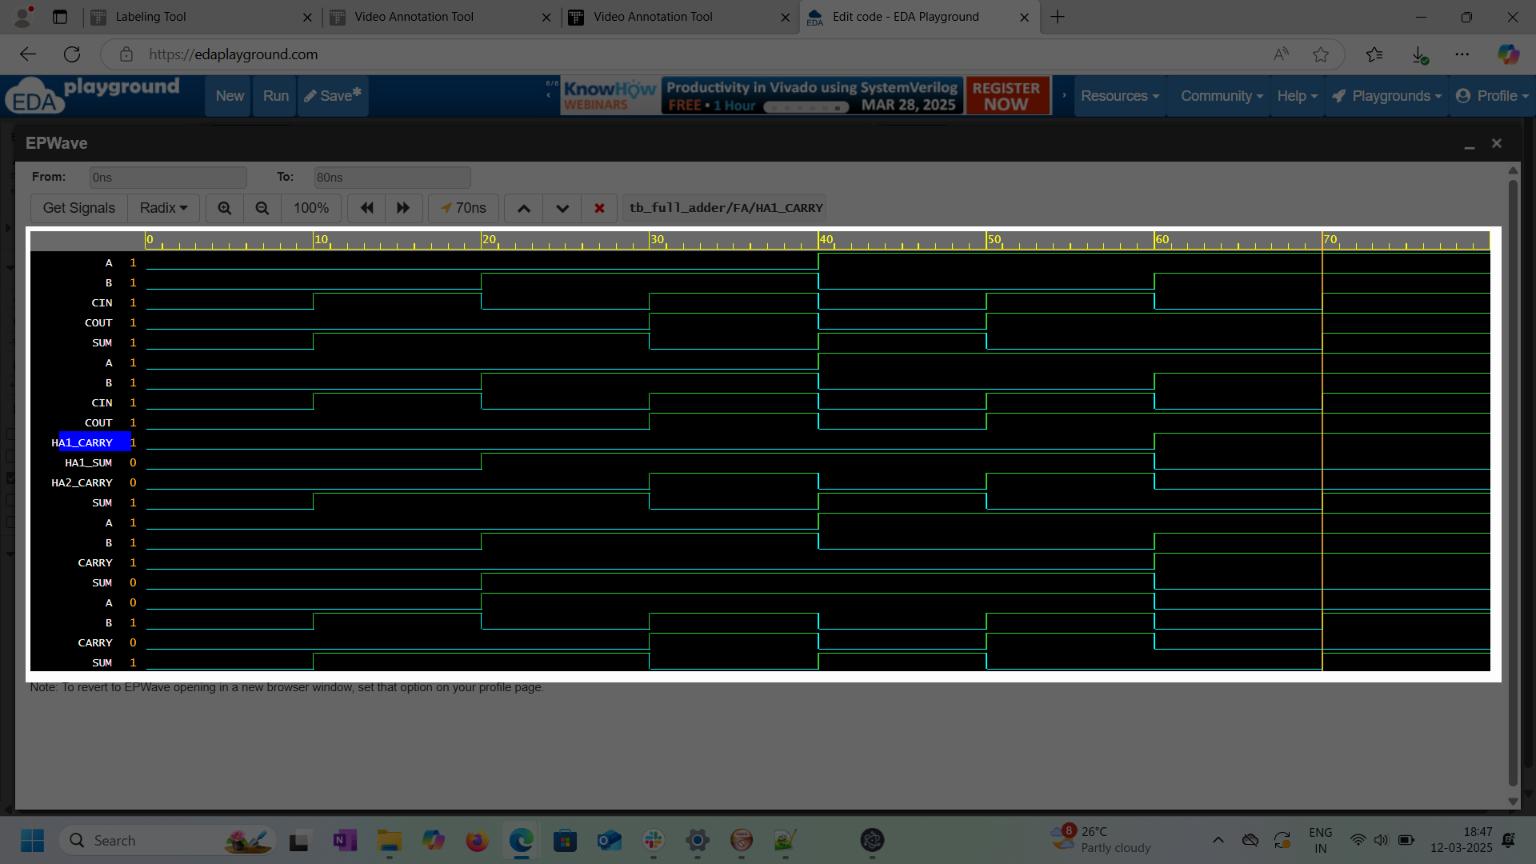 Labeling Tool
Video Annotation Tool
Video Annotation Tool
Edit code - EDA Playground
https://edaplayground.com
EDA playground
New
Run
Save*
KnowHow WEBINARS
Productivity in Vivado using SystemVerilog
FREE • 1 Hour
MAR 28, 2025
REGISTER NOW
Resources
Community
Help
Playgrounds
Profile
EPWave
From:
0ns
To:
80ns
Get Signals
Radix
100%
70ns
tb_full_adder/FA/HA1_CARRY
0 10 20 30 40 50 60 70
A 1
B 1
CIN 1
COUT 1
SUM 1
A 1
B 1
CIN 1
COUT 1
HA1_CARRY 1
HA1_SUM 0
HA2_CARRY 0
SUM 1
A 1
B 1
CARRY 1
SUM 0
A 0
B 1
CARRY 0
SUM 1
Note: To revert to EPWave opening in a new browser window, set that option on your profile page.
Search
8
26°C
Partly cloudy
ENG
IN
18:47
12-03-2025